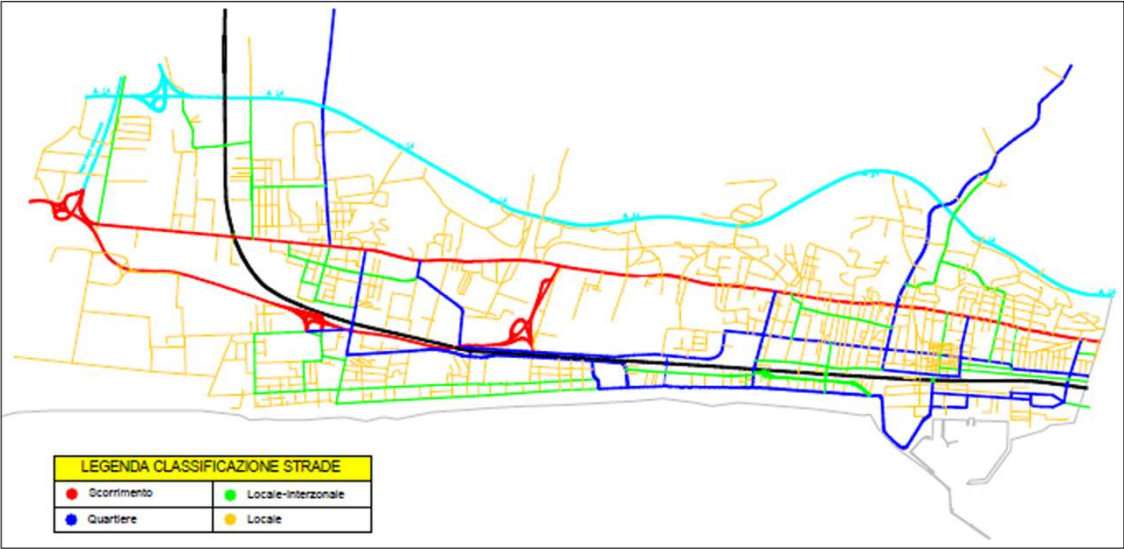 LEGENDA CLASSIFICAZIONE STRADE
Scorrimento
Locale-Interzonale
Quartiere
Locale